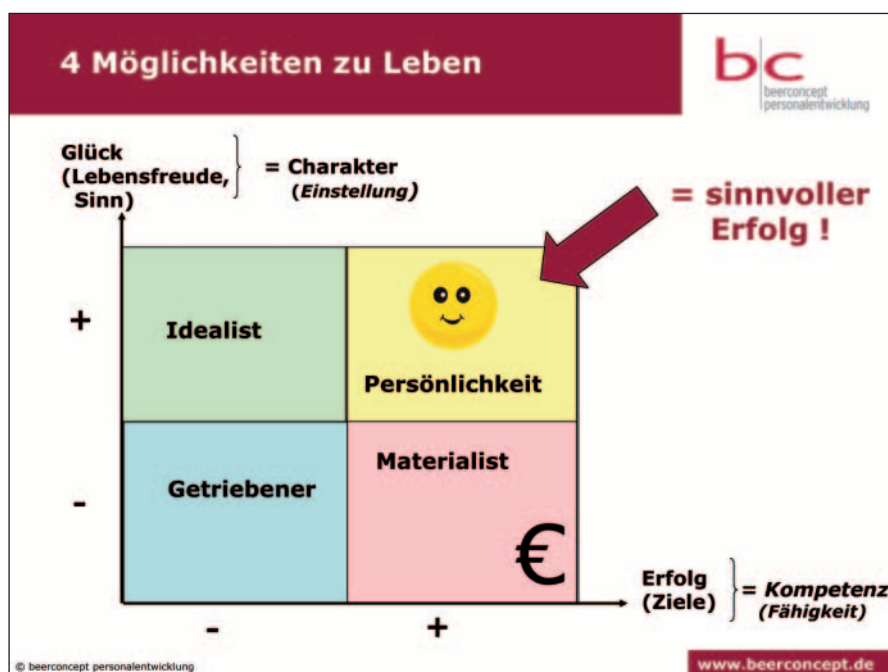 4 Möglichkeiten zu Leben
bc
beerconcept
personalentwicklung
Glück
(Lebensfreude,
Sinn)
= Charakter
(Einstellung)
= sinnvoller
Erfolg !
+
Idealist
Persönlichkeit
-
Getriebener
Materialist
€
Erfolg
(Ziele)
= Kompetenz
(Fähigkeit)
-
+
© beerconcept personalentwicklung
www.beerconcept.de